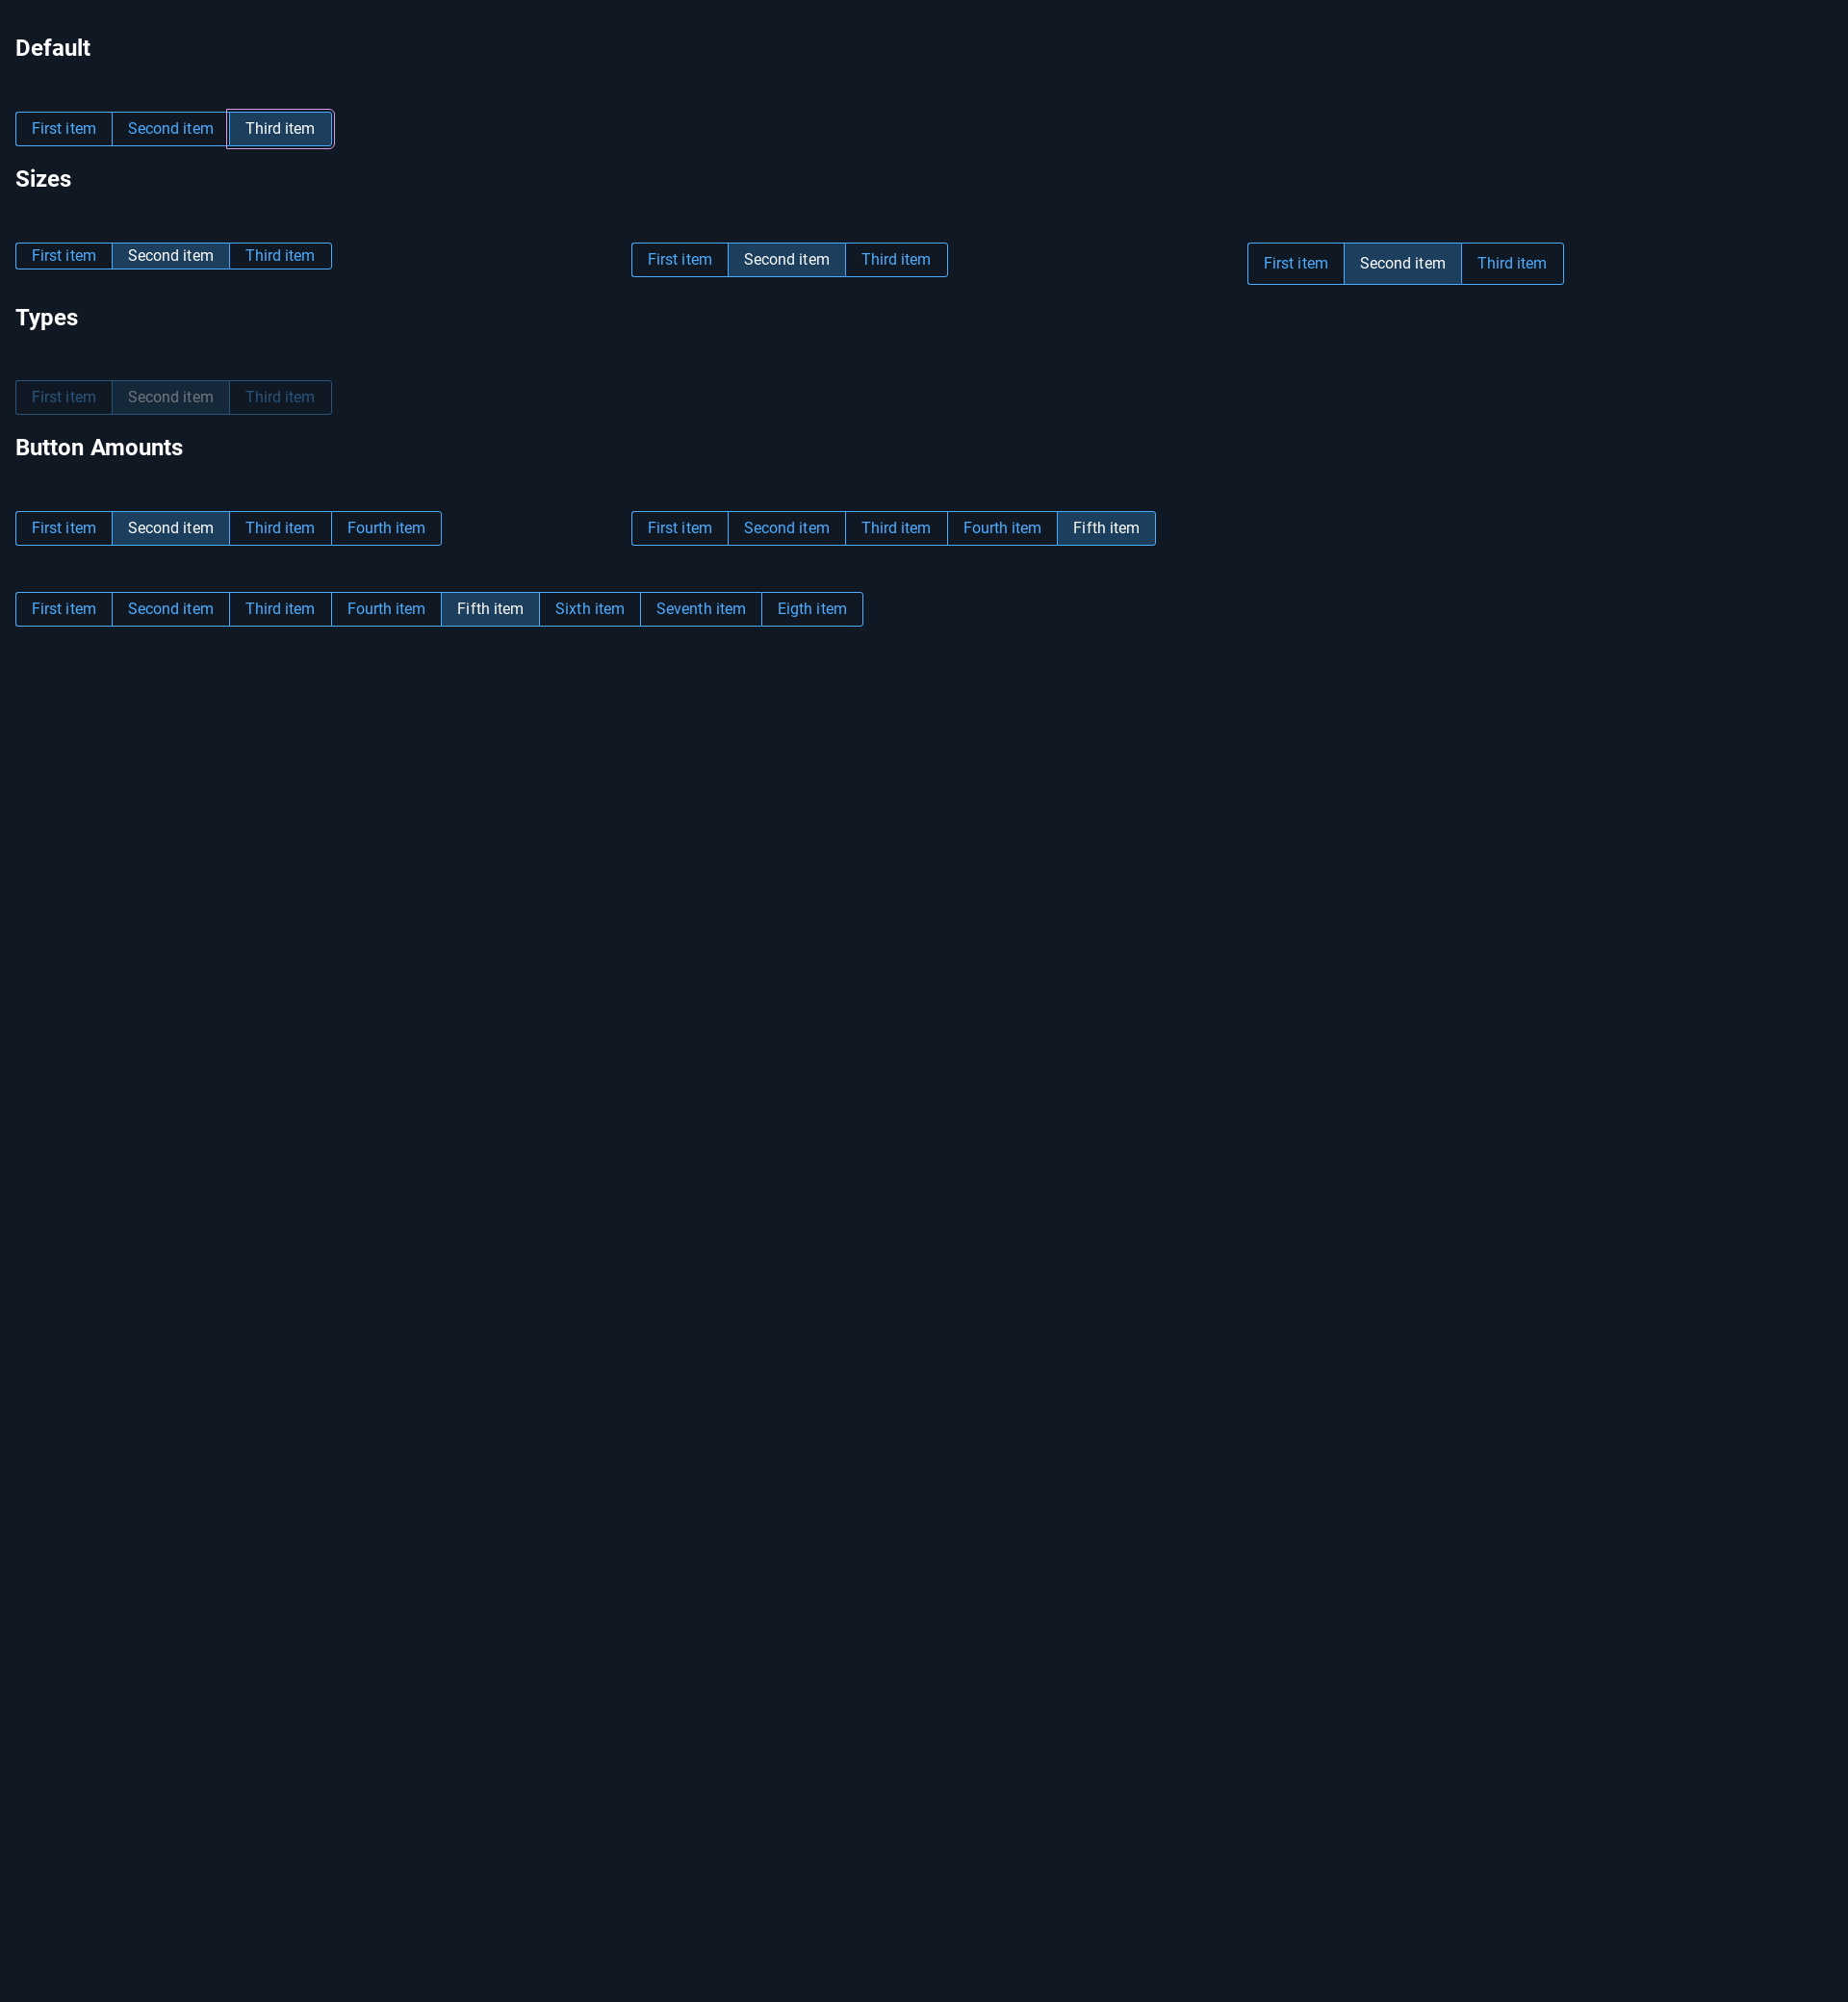 Default
First item Second item Third item
Sizes
First item Second item Third item First item Second item Third item First item Second item Third item
Types
First item Second item Third item
Button Amounts
First item Second item Third item Fourth item First item Second item Third item Fourth item Fifth item
First item Second item Third item Fourth item Fifth item Sixth item Seventh item Eigth item